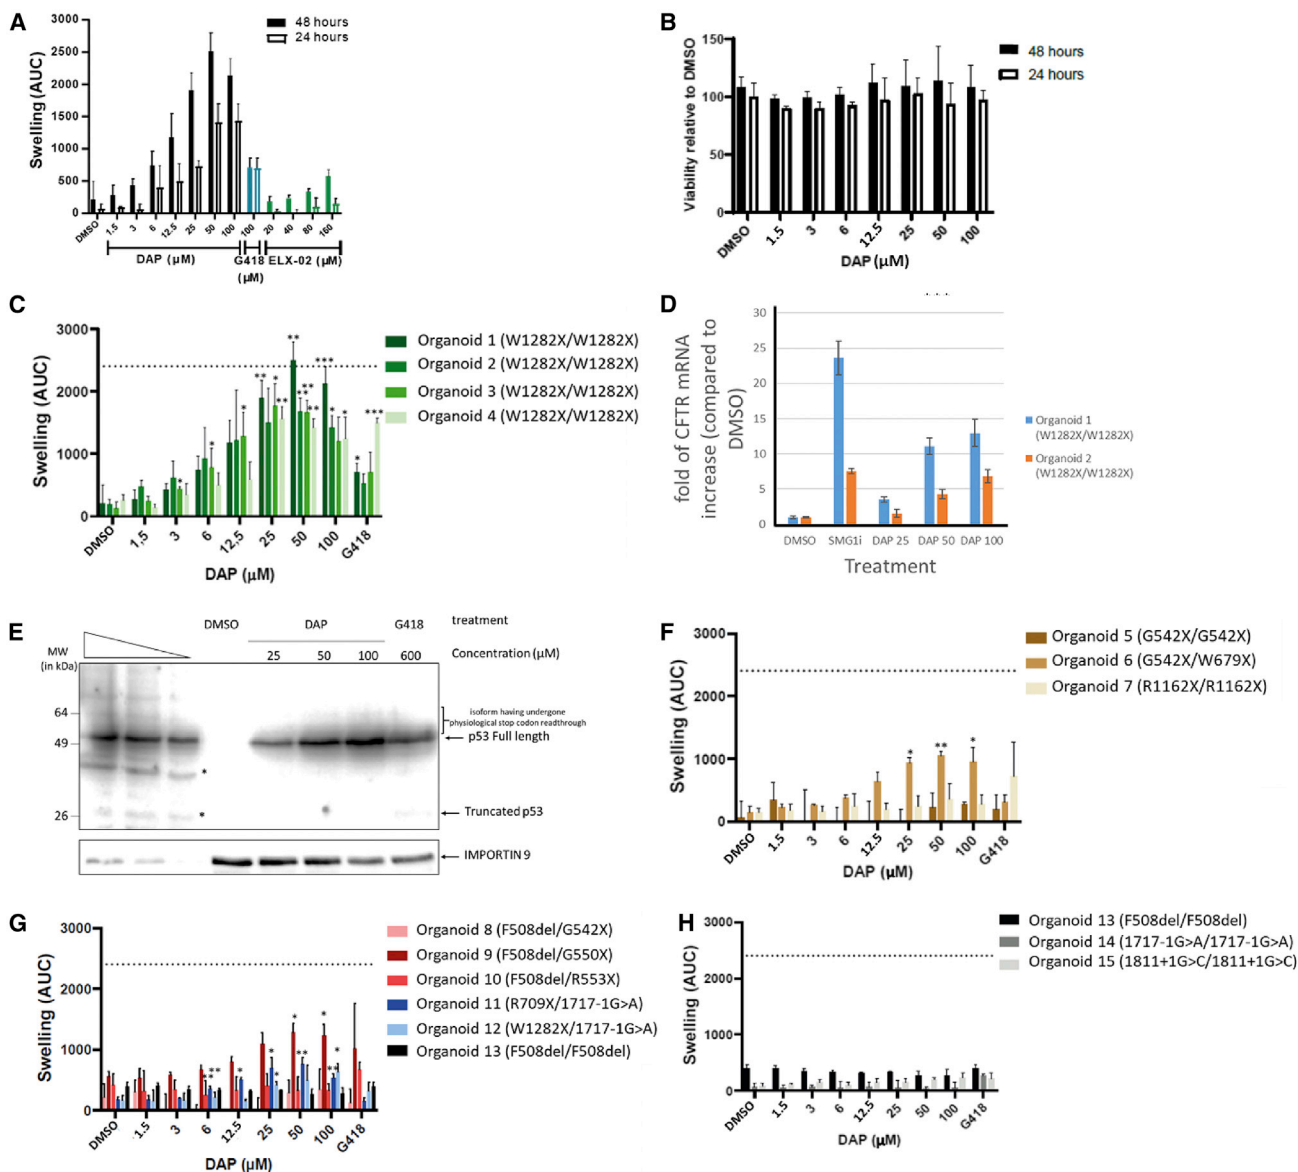 A
Swelling (AUC)
3000
2500
2000
1500
1000
500
0
48 hours
24 hours
DMSO 1.5 3 6 12.5 25 50 100 100 20 40 80 160
DAP (µM) G418 ELX-02 (µM)
(µM)
B
Viability relative to DMSO
150
100
50
0
48 hours
24 hours
DMSO 1.5 3 6 12.5 25 50 100
DAP (µM)
C
Swelling (AUC)
3000
2000
1000
0
Organoid 1 (W1282X/W1282X)
Organoid 2 (W1282X/W1282X)
Organoid 3 (W1282X/W1282X)
Organoid 4 (W1282X/W1282X)
DMSO 1,5 3 6 12,5 25 50 100 G418
DAP (µM)
D
fold of CFTR mRNA
increase (compared to
DMSO)
30
25
20
15
10
5
0
Organoid 1
(W1282X/W1282X)
Organoid 2
(W1282X/W1282X)
DMSO SMG1i DAP 25 DAP 50 DAP 100
Treatment
E
DMSO DAP G418 treatment
MW
(in kDa)
25 50 100 600 Concentration (µM)
64
49
26
isoform having undergone
physiological stop codon readthrough
p53 Full length
*
*
Truncated p53
IMPORTIN 9
F
Swelling (AUC)
3000
2000
1000
0
Organoid 5 (G542X/G542X)
Organoid 6 (G542X/W679X)
Organoid 7 (R1162X/R1162X)
* ** *
DMSO 1.5 3 6 12.5 25 50 100 G418
DAP (µM)
G
Swelling (AUC)
3000
2000
1000
0
Organoid 8 (F508del/G542X)
Organoid 9 (F508del/G550X)
Organoid 10 (F508del/R553X)
Organoid 11 (R709X/1717-1G>A)
Organoid 12 (W1282X/1717-1G>A)
Organoid 13 (F508del/F508del)
DMSO 1.5 3 6 12.5 25 50 100 G418
DAP (µM)
H
Swelling (AUC)
3000
2000
1000
0
Organoid 13 (F508del/F508del)
Organoid 14 (1717-1G>A/1717-1G>A)
Organoid 15 (1811+1G>C/1811+1G>C)
DMSO 1.5 3 6 12.5 25 50 100 G418
DAP (µM)